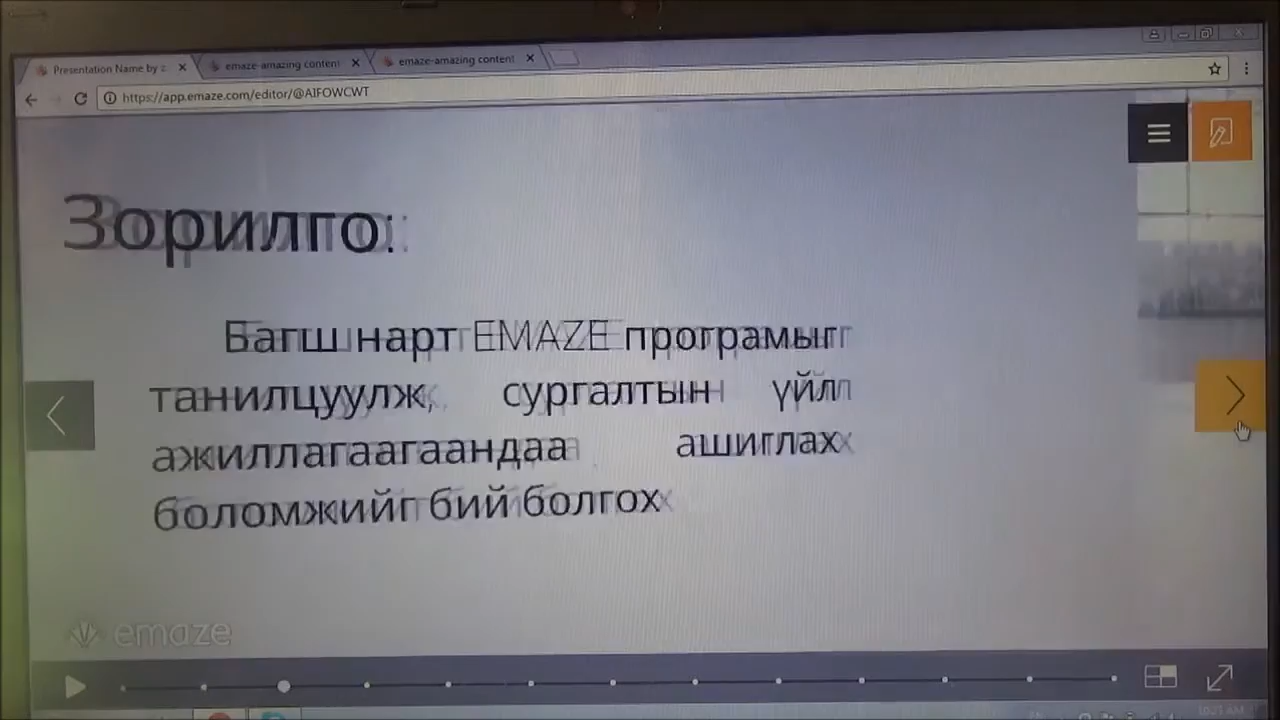 Presentation Name by
emaze-amazing content
emaze-amazing content
https://app.emaze.com/editor/@AIFOWCWT
Зорилго:
Багш нарт EMAZE програмыг
танилцуулж, сургалтын үйл
ажиллагаагаандаа ашиглах
боломжийг бий болгох
emaze